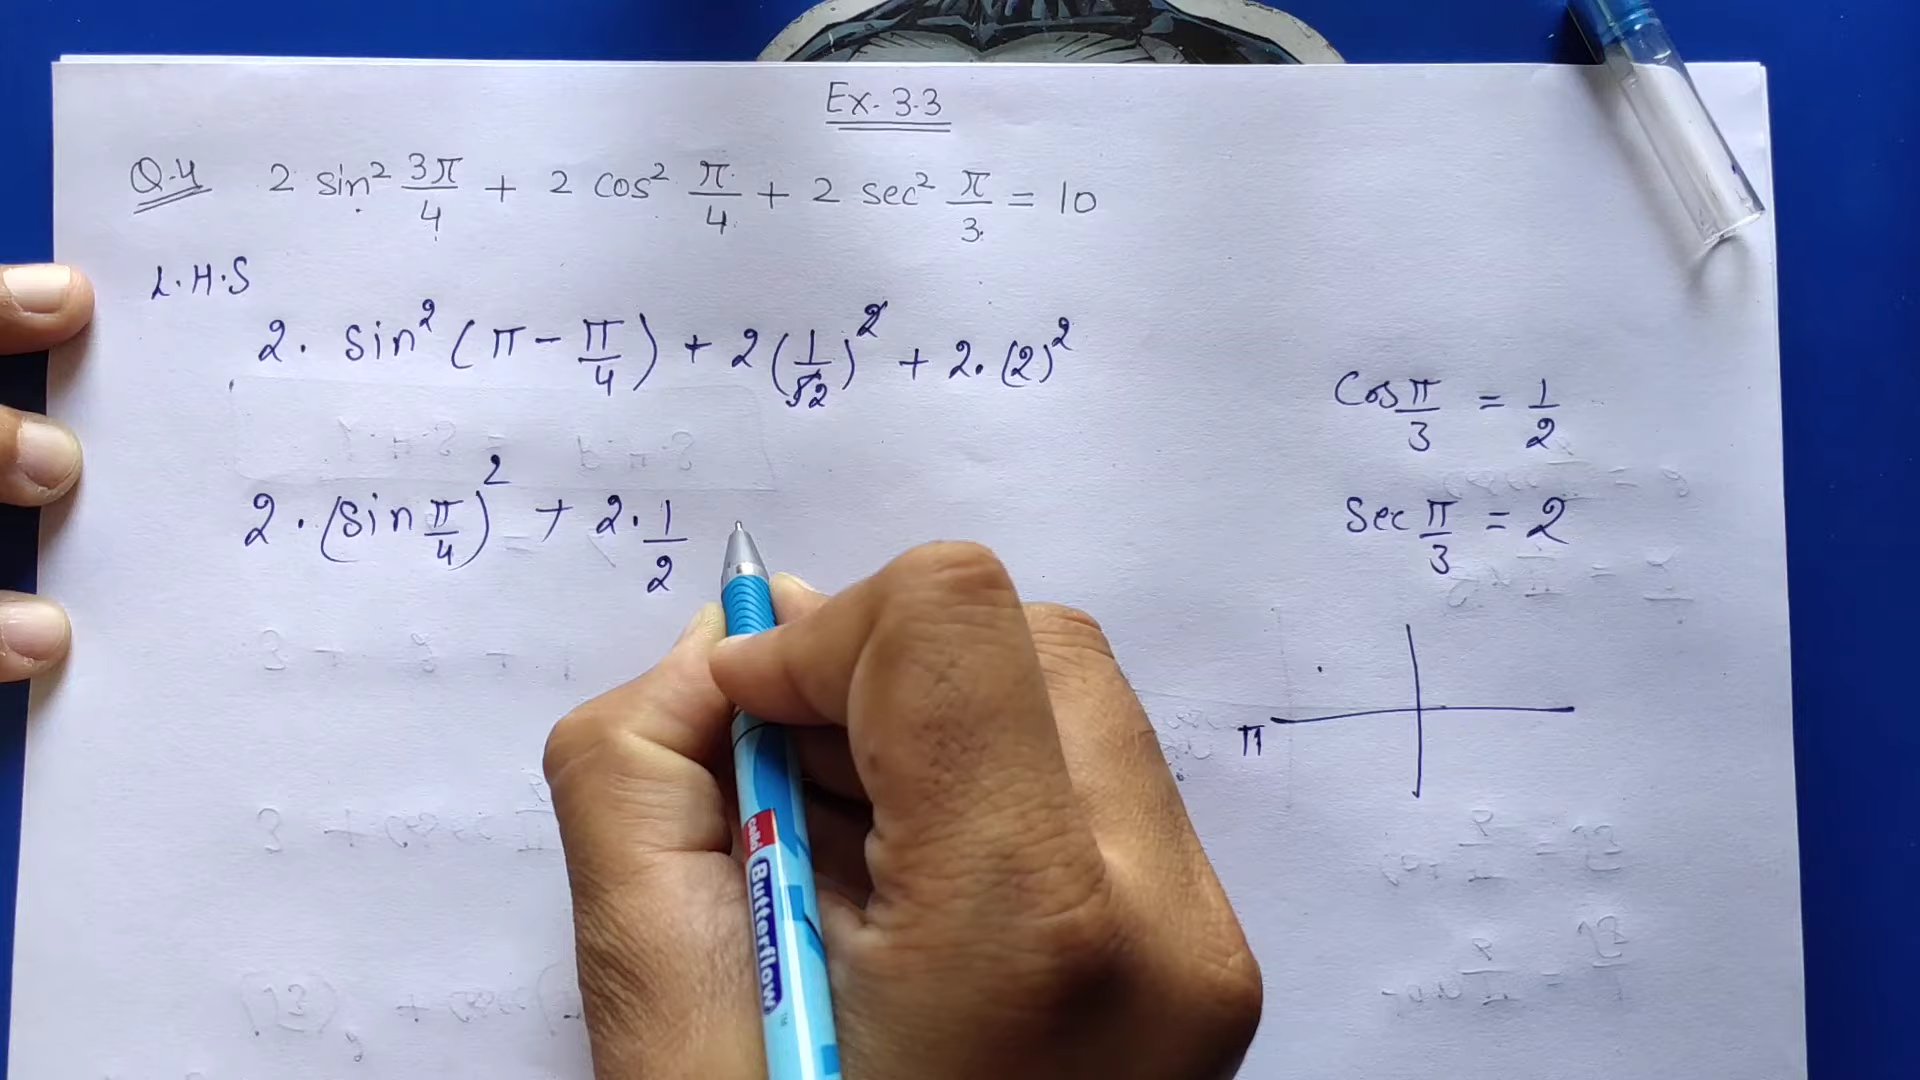 Ex. 3.3
Q.4 2 sin² 3π/4 + 2 cos² π/4 + 2 sec² π/3 = 10
L.H.S
2. sin² (π - π/4) + 2 (1/√2)² + 2. (2)²
Cos π/3 = 1/2
2. (sin π/4)² + 2. 1/2
Sec π/3 = 2
π
cello
Butterflow™